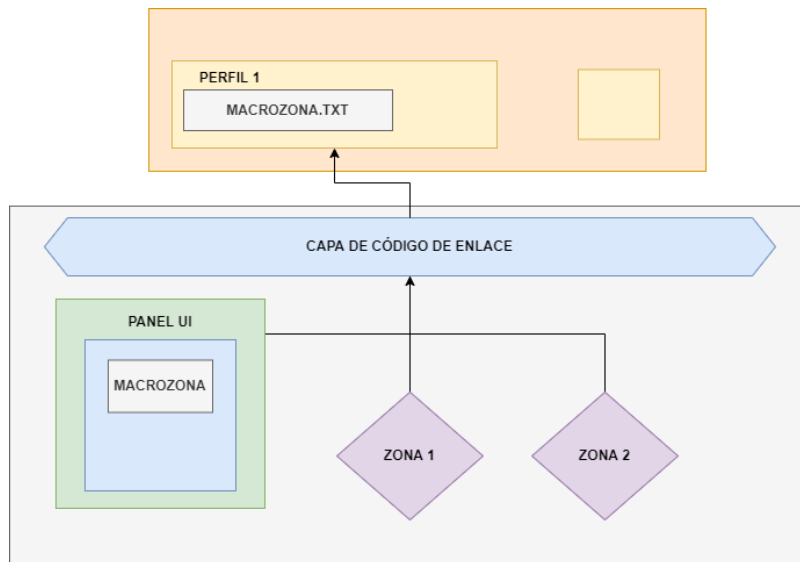 PERFIL 1
MACROZONA.TXT
CAPA DE CÓDIGO DE ENLACE
PANEL UI
MACROZONA
ZONA 1
ZONA 2